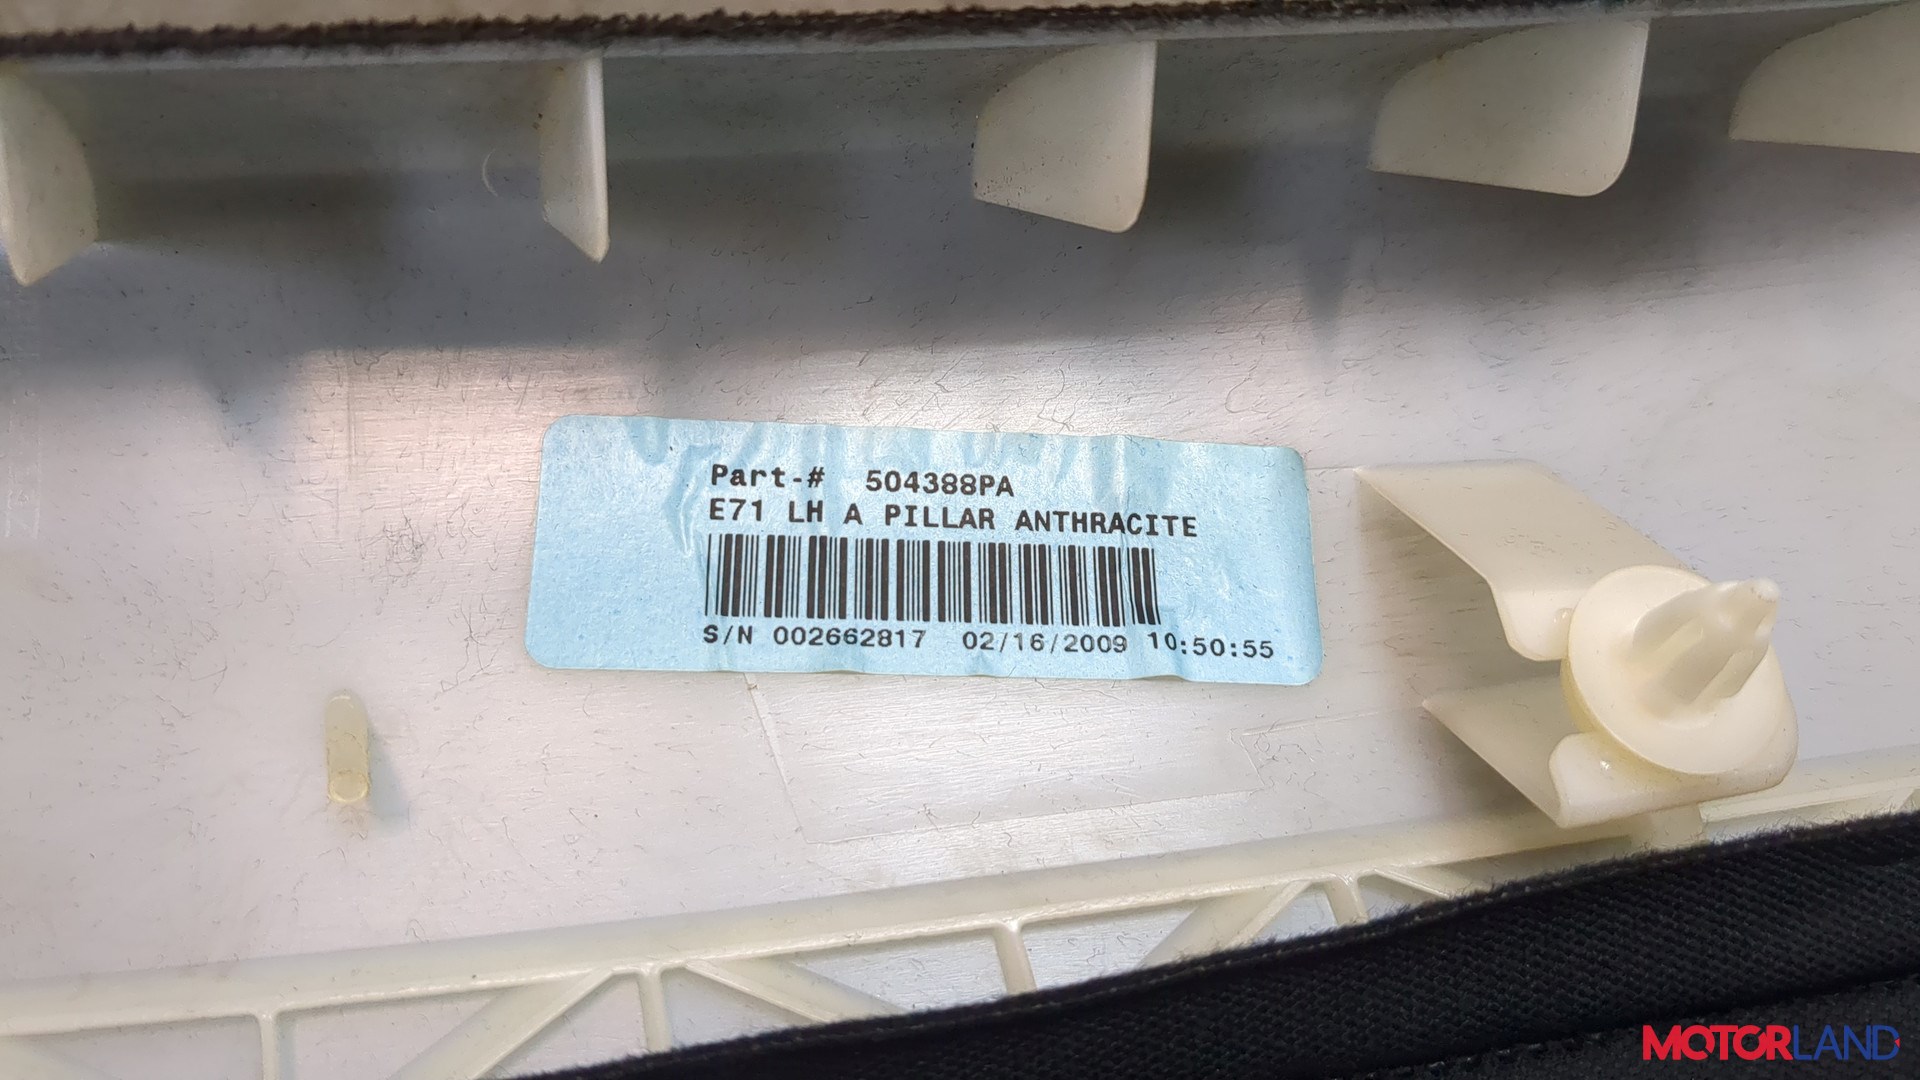 Part-# 504388PA
E71 LH A PILLAR ANTHRACITE
S/N 002662817 02/16/2009 10:50:55
MOTORLAND